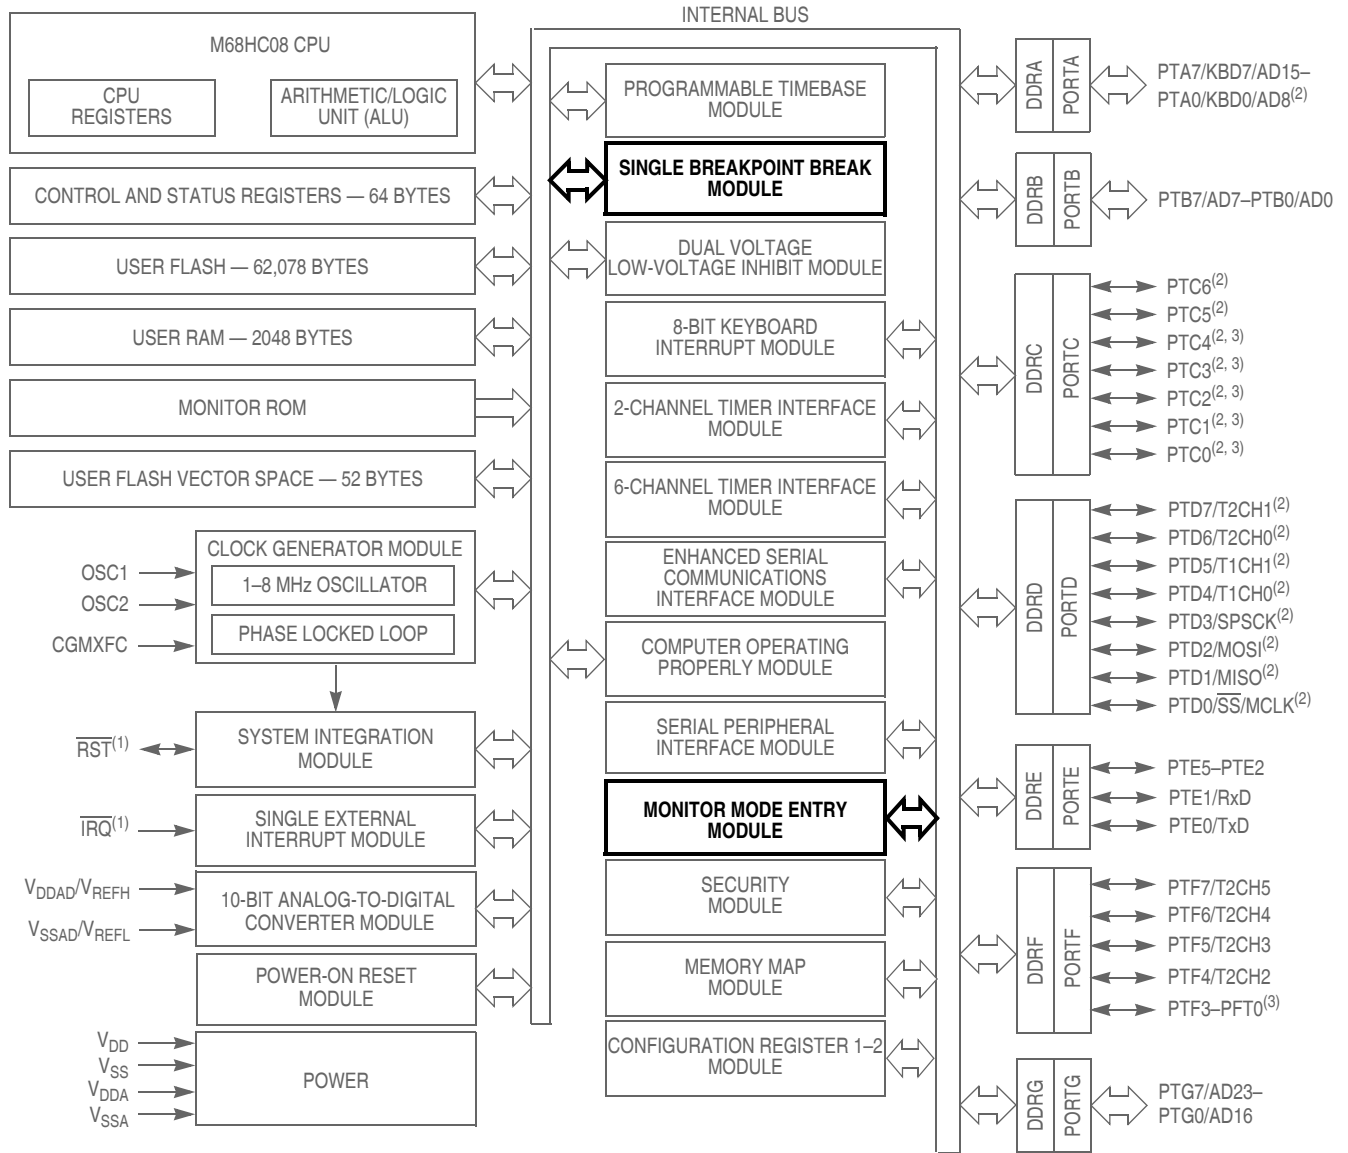 INTERNAL BUS
M68HC08 CPU
CPU
REGISTERS
ARITHMETIC/LOGIC
UNIT (ALU)
CONTROL AND STATUS REGISTERS — 64 BYTES
USER FLASH — 62,078 BYTES
USER RAM — 2048 BYTES
MONITOR ROM
USER FLASH VECTOR SPACE — 52 BYTES
OSC1
OSC2
CGMXFC
CLOCK GENERATOR MODULE
1–8 MHz OSCILLATOR
PHASE LOCKED LOOP
RST(1)
SYSTEM INTEGRATION
MODULE
IRQ(1)
SINGLE EXTERNAL
INTERRUPT MODULE
VDDAD/VREFH
VSSAD/VREFL
10-BIT ANALOG-TO-DIGITAL
CONVERTER MODULE
POWER-ON RESET
MODULE
VDD
VSS
VDDA
VSSA
POWER
PROGRAMMABLE TIMEBASE
MODULE
SINGLE BREAKPOINT BREAK
MODULE
DUAL VOLTAGE
LOW-VOLTAGE INHIBIT MODULE
8-BIT KEYBOARD
INTERRUPT MODULE
2-CHANNEL TIMER INTERFACE
MODULE
6-CHANNEL TIMER INTERFACE
MODULE
ENHANCED SERIAL
COMMUNICATIONS
INTERFACE MODULE
COMPUTER OPERATING
PROPERLY MODULE
SERIAL PERIPHERAL
INTERFACE MODULE
MONITOR MODE ENTRY
MODULE
SECURITY
MODULE
MEMORY MAP
MODULE
CONFIGURATION REGISTER 1–2
MODULE
DDRA
PORTA
PTA7/KBD7/AD15–
PTA0/KBD0/AD8(2)
DDRB
PORTB
PTB7/AD7–PTB0/AD0
DDRC
PORTC
PTC6(2)
PTC5(2)
PTC4(2, 3)
PTC3(2, 3)
PTC2(2, 3)
PTC1(2, 3)
PTC0(2, 3)
DDRD
PORTD
PTD7/T2CH1(2)
PTD6/T2CH0(2)
PTD5/T1CH1(2)
PTD4/T1CH0(2)
PTD3/SPSCK(2)
PTD2/MOSI(2)
PTD1/MISO(2)
PTD0/SS/MCLK(2)
DDRE
PORTE
PTE5–PTE2
PTE1/RxD
PTE0/TxD
DDRF
PORTF
PTF7/T2CH5
PTF6/T2CH4
PTF5/T2CH3
PTF4/T2CH2
PTF3–PFT0(3)
DDRG
PORTG
PTG7/AD23–
PTG0/AD16